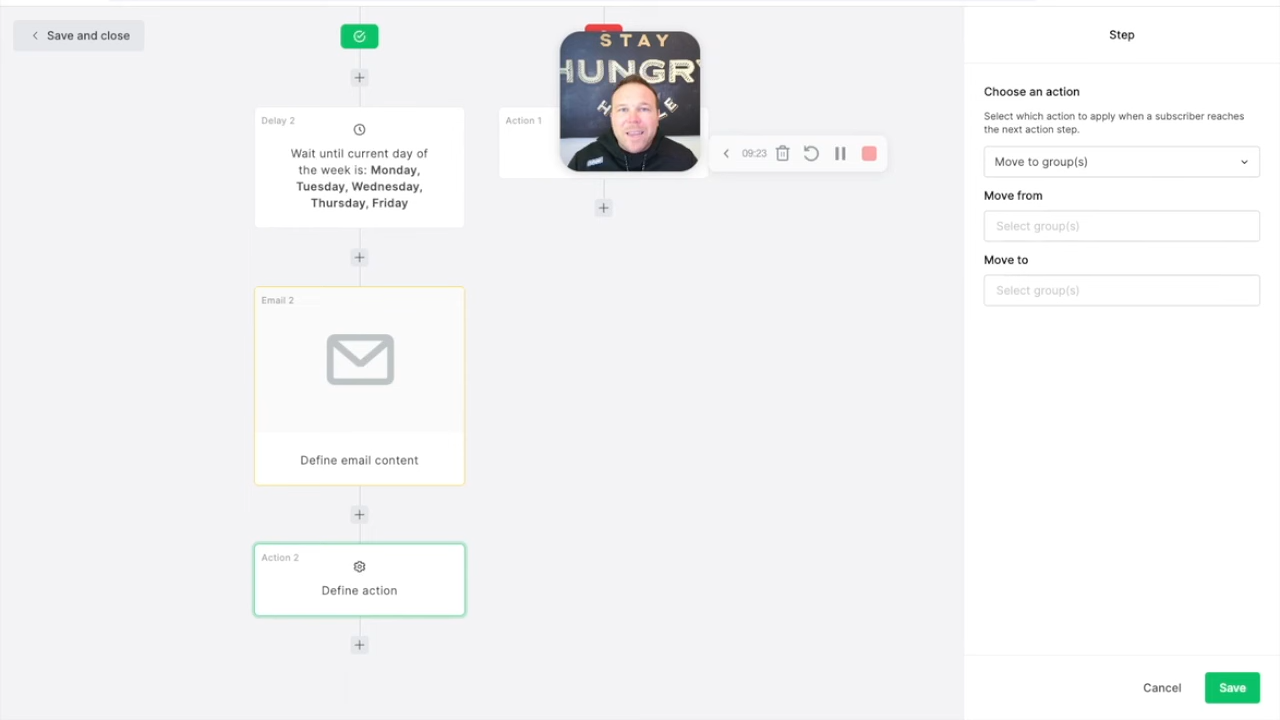 Save and close
Step
STAY
HUNGRY
Choose an action
Select which action to apply when a subscriber reaches
the next action step.
Move to group(s)
Move from
Select group(s)
Move to
Select group(s)
Delay 2
Wait until current day of
the week is: Monday,
Tuesday, Wednesday,
Thursday, Friday
Action 1
09:23
Email 2
Define email content
Action 2
Define action
Cancel
Save